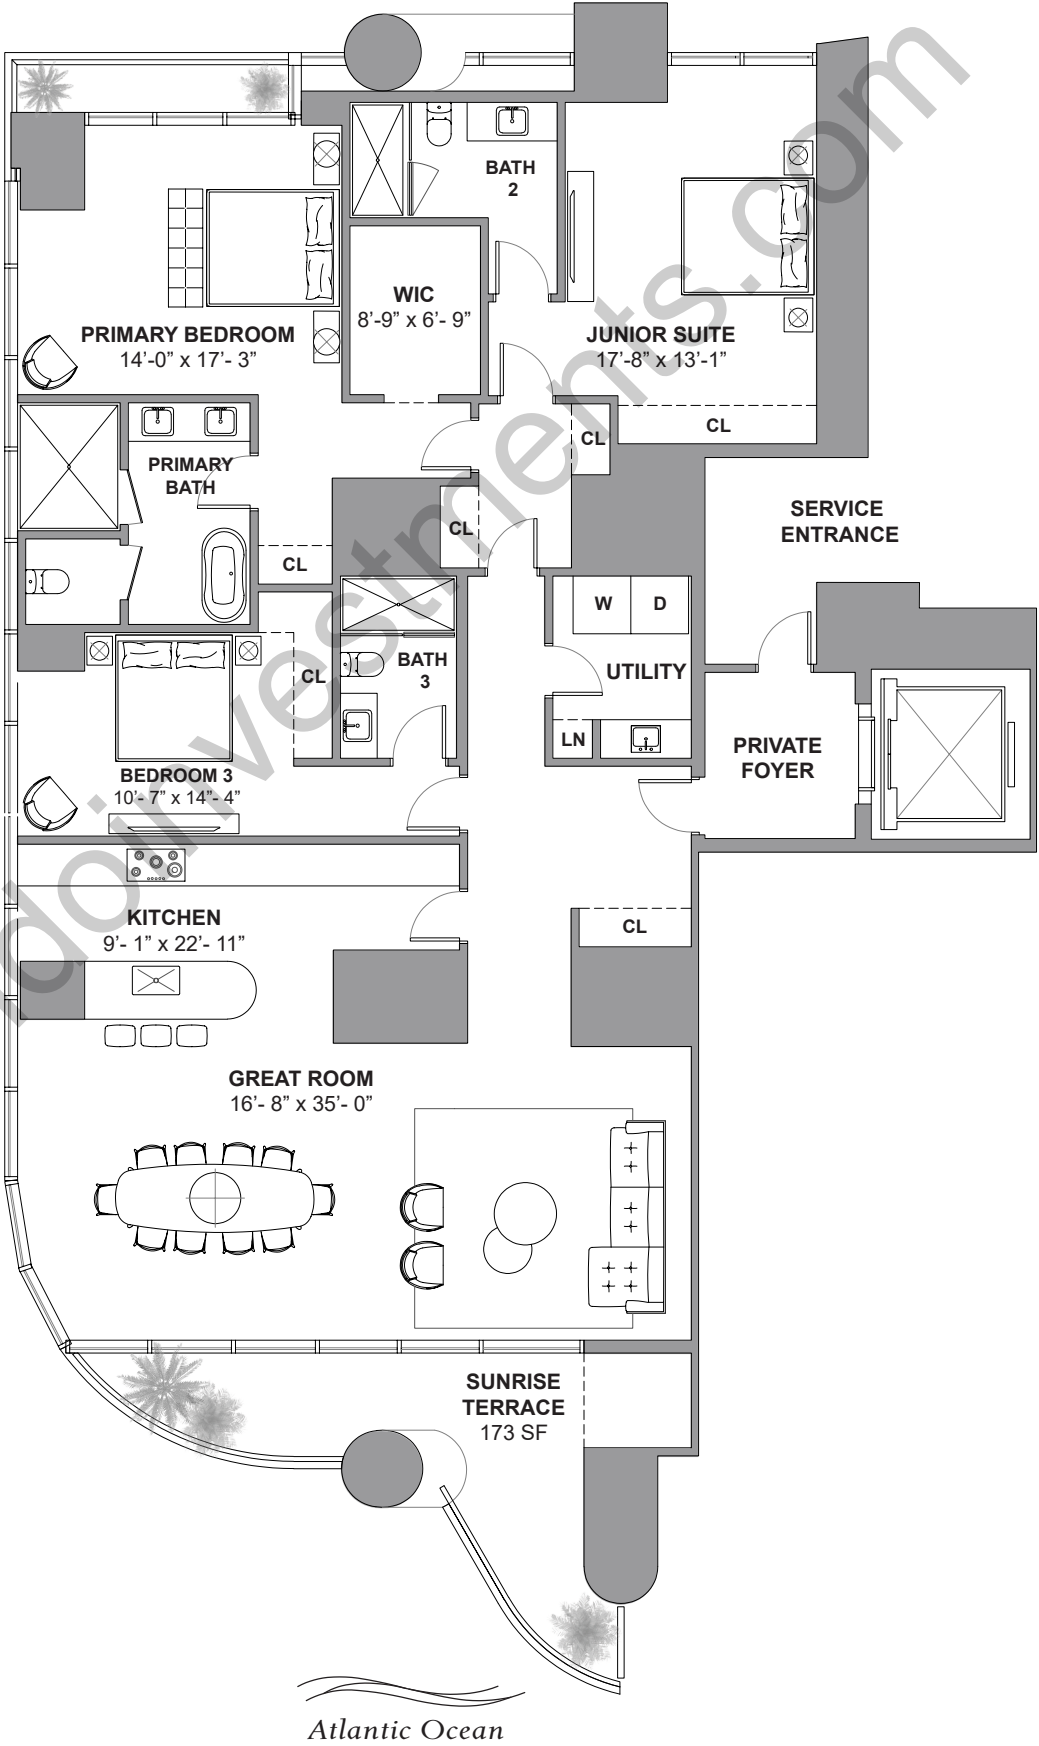 BATH
2
WIC
8'-9" x 6'- 9"
PRIMARY BEDROOM
14'-0" x 17'- 3"
JUNIOR SUITE
17'-8" x 13'-1"
CL
CL
PRIMARY
BATH
CL
CL
SERVICE
ENTRANCE
W D
BATH
3
CL
UTILITY
LN
PRIVATE
FOYER
BEDROOM 3
10'- 7" x 14"- 4"
KITCHEN
9'- 1" x 22'- 11"
CL
GREAT ROOM
16'- 8" x 35'- 0"
SUNRISE
TERRACE
173 SF
Atlantic Ocean
doinvestments.com